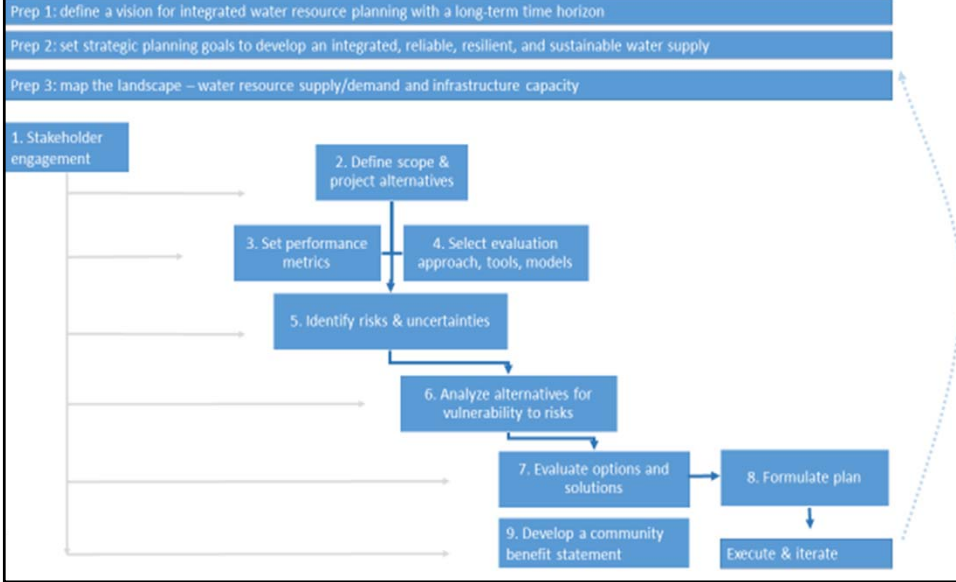 Prep 1: define a vision for integrated water resource planning with a long-term time horizon
Prep 2: set strategic planning goals to develop an integrated, reliable, resilient, and sustainable water supply
Prep 3: map the landscape – water resource supply/demand and infrastructure capacity
1. Stakeholder
engagement
2. Define scope &
project alternatives
3. Set performance
metrics
4. Select evaluation
approach, tools, models
5. Identify risks & uncertainties
6. Analyze alternatives for
vulnerability to risks
7. Evaluate options and
solutions
8. Formulate plan
9. Develop a community
benefit statement
Execute & iterate